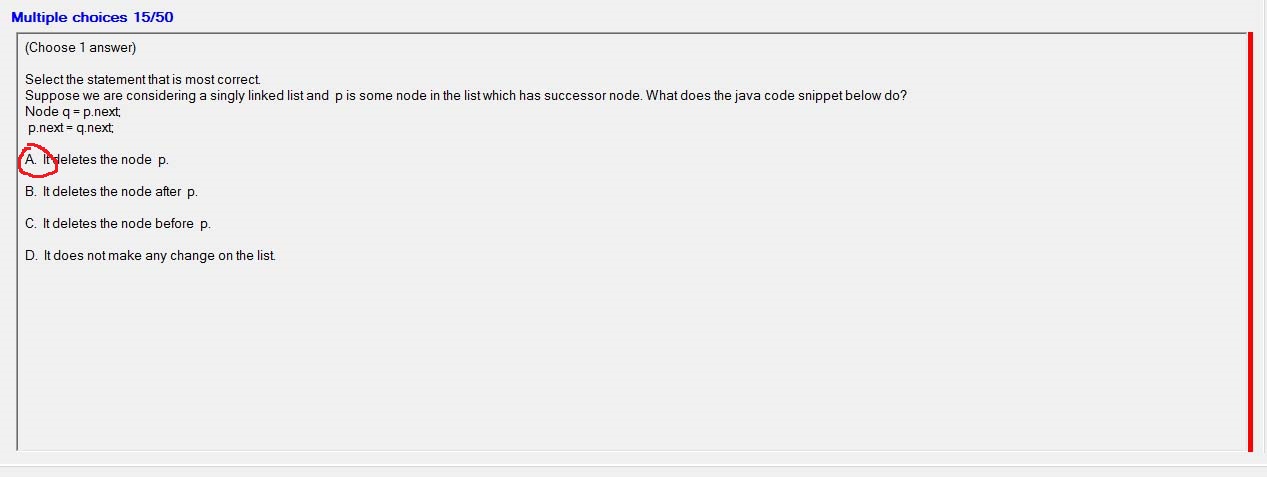 Multiple choices 15/50
(Choose 1 answer)
Select the statement that is most correct.
Suppose we are considering a singly linked list and p is some node in the list which has successor node. What does the java code snippet below do?
Node q = p.next;
p.next = q.next;
A. It deletes the node p.
B. It deletes the node after p.
C. It deletes the node before p.
D. It does not make any change on the list.